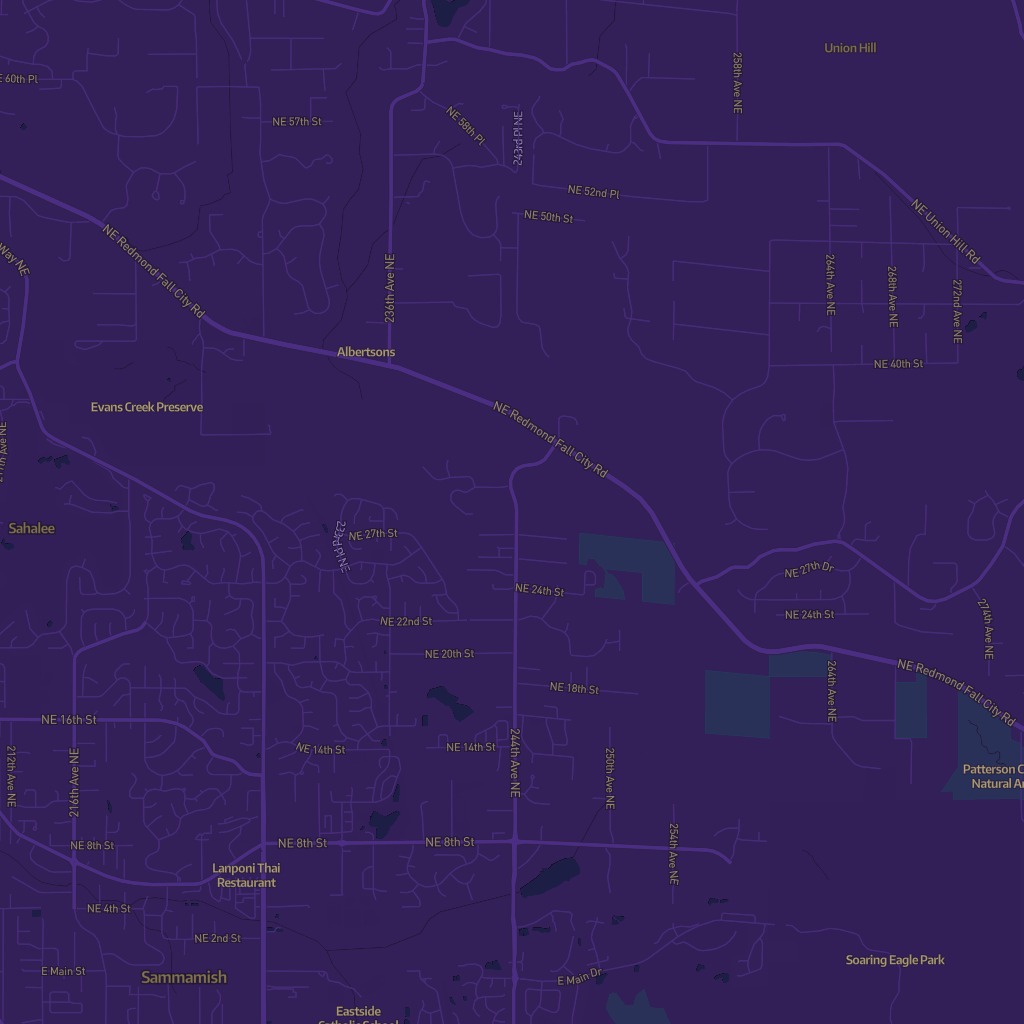 Union Hill
258th Ave NE
NE 60th Pl
NE 57th St
NE 58th Pl
243rd Pl NE
NE 52nd Pl
NE 50th St
NE Union Hill Rd
Way NE
NE Redmond Fall City Rd
236th Ave NE
264th Ave NE
268th Ave NE
272nd Ave NE
Albertsons
NE 40th St
Evans Creek Preserve
NE Redmond Fall City Rd
Sahalee
233rd Pl NE
NE 27th St
NE 27th Dr
NE 24th St
NE 24th St
274th Ave NE
NE 22nd St
NE 20th St
NE 18th St
264th Ave NE
NE Redmond Fall City Rd
NE 16th St
NE 14th St
NE 14th St
212th Ave NE
216th Ave NE
244th Ave NE
250th Ave NE
Patterson C
Natural Ar
NE 8th St
NE 8th St
NE 8th St
254th Ave NE
Lanponi Thai
Restaurant
NE 4th St
NE 2nd St
Soaring Eagle Park
E Main St
Sammamish
E Main Dr
Eastside
Catholic School